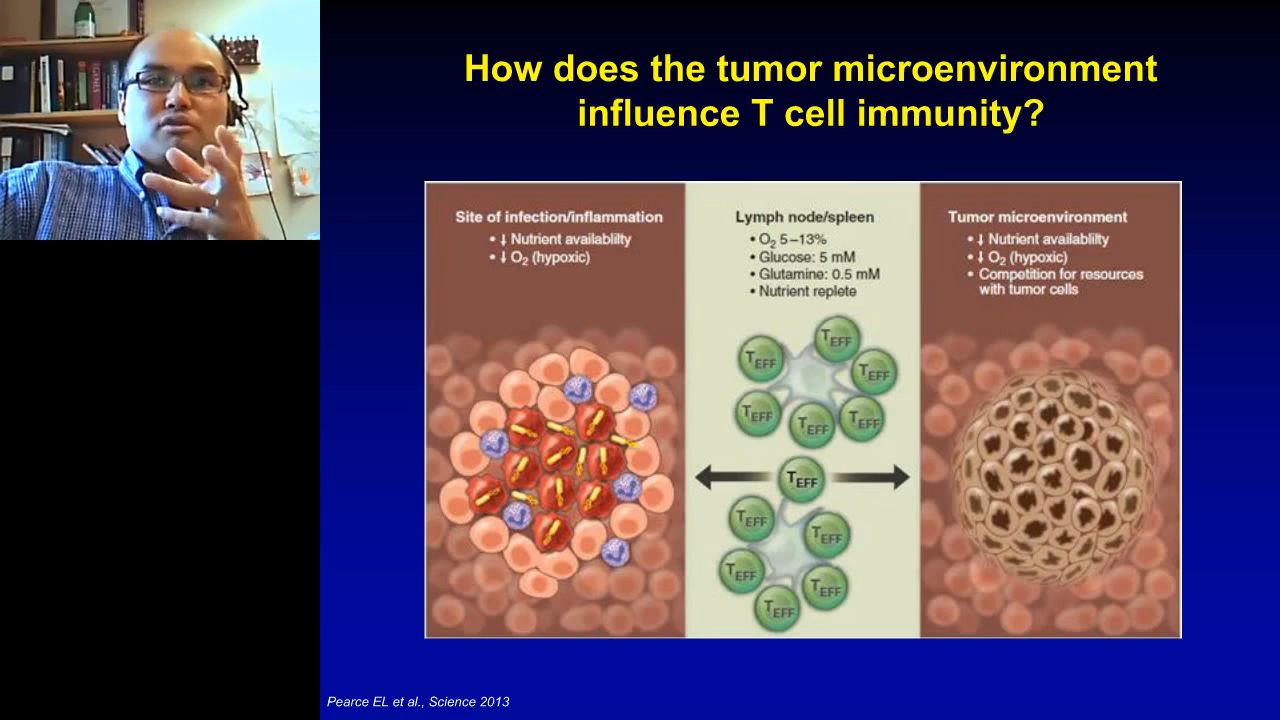 How does the tumor microenvironment
influence T cell immunity?
Site of infection/inflammation
• ↓ Nutrient availablilty
• ↓ O2 (hypoxic)
Lymph node/spleen
• O2 5–13%
• Glucose: 5 mM
• Glutamine: 0.5 mM
• Nutrient replete
Tumor microenvironment
• ↓ Nutrient availablilty
• ↓ O2 (hypoxic)
• Competition for resources
with tumor cells
TEFF
TEFF
TEFF
TEFF
TEFF
TEFF
TEFF
TEFF
TEFF
TEFF
TEFF
TEFF
Pearce EL et al., Science 2013